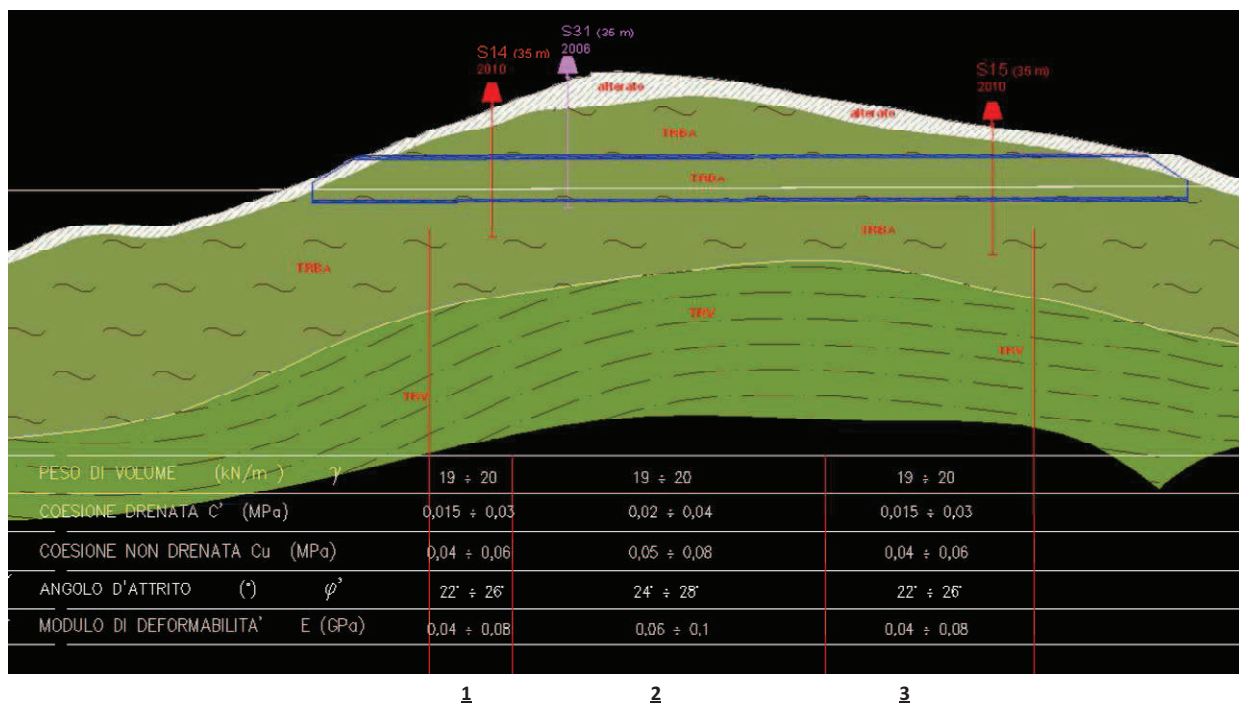 S31 (35 m)
2006
S14 (35 m)
2010
S15 (35 m)
2010
alterato
alterato
TRBA
TRBA
TRBA
TRBA
TRV
TRV
TRV
PESO DI VOLUME (kN/m ) γ 19 ÷ 20 19 ÷ 20 19 ÷ 20
COESIONE DRENATA C' (MPa) 0,015 ÷ 0,03 0,02 ÷ 0,04 0,015 ÷ 0,03
COESIONE NON DRENATA Cu (MPa) 0,04 ÷ 0,06 0,05 ÷ 0,08 0,04 ÷ 0,06
ANGOLO D'ATTRITO (°) φ' 22° ÷ 26° 24° ÷ 28° 22° ÷ 26°
MODULO DI DEFORMABILITA' E (GPa) 0,04 ÷ 0,08 0,06 ÷ 0,1 0,04 ÷ 0,08
1 2 3